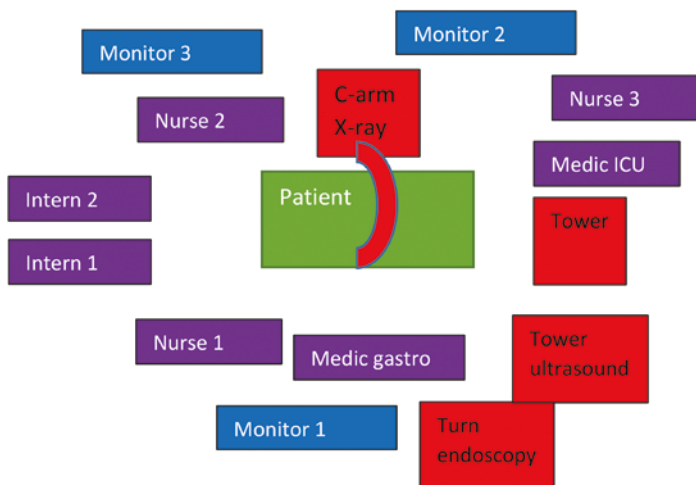 Monitor 2
Monitor 3
C-arm
X-ray
Nurse 3
Nurse 2
Medic ICU
Patient
Intern 2
Tower
Intern 1
Nurse 1
Medic gastro
Tower
ultrasound
Monitor 1
Turn
endoscopy